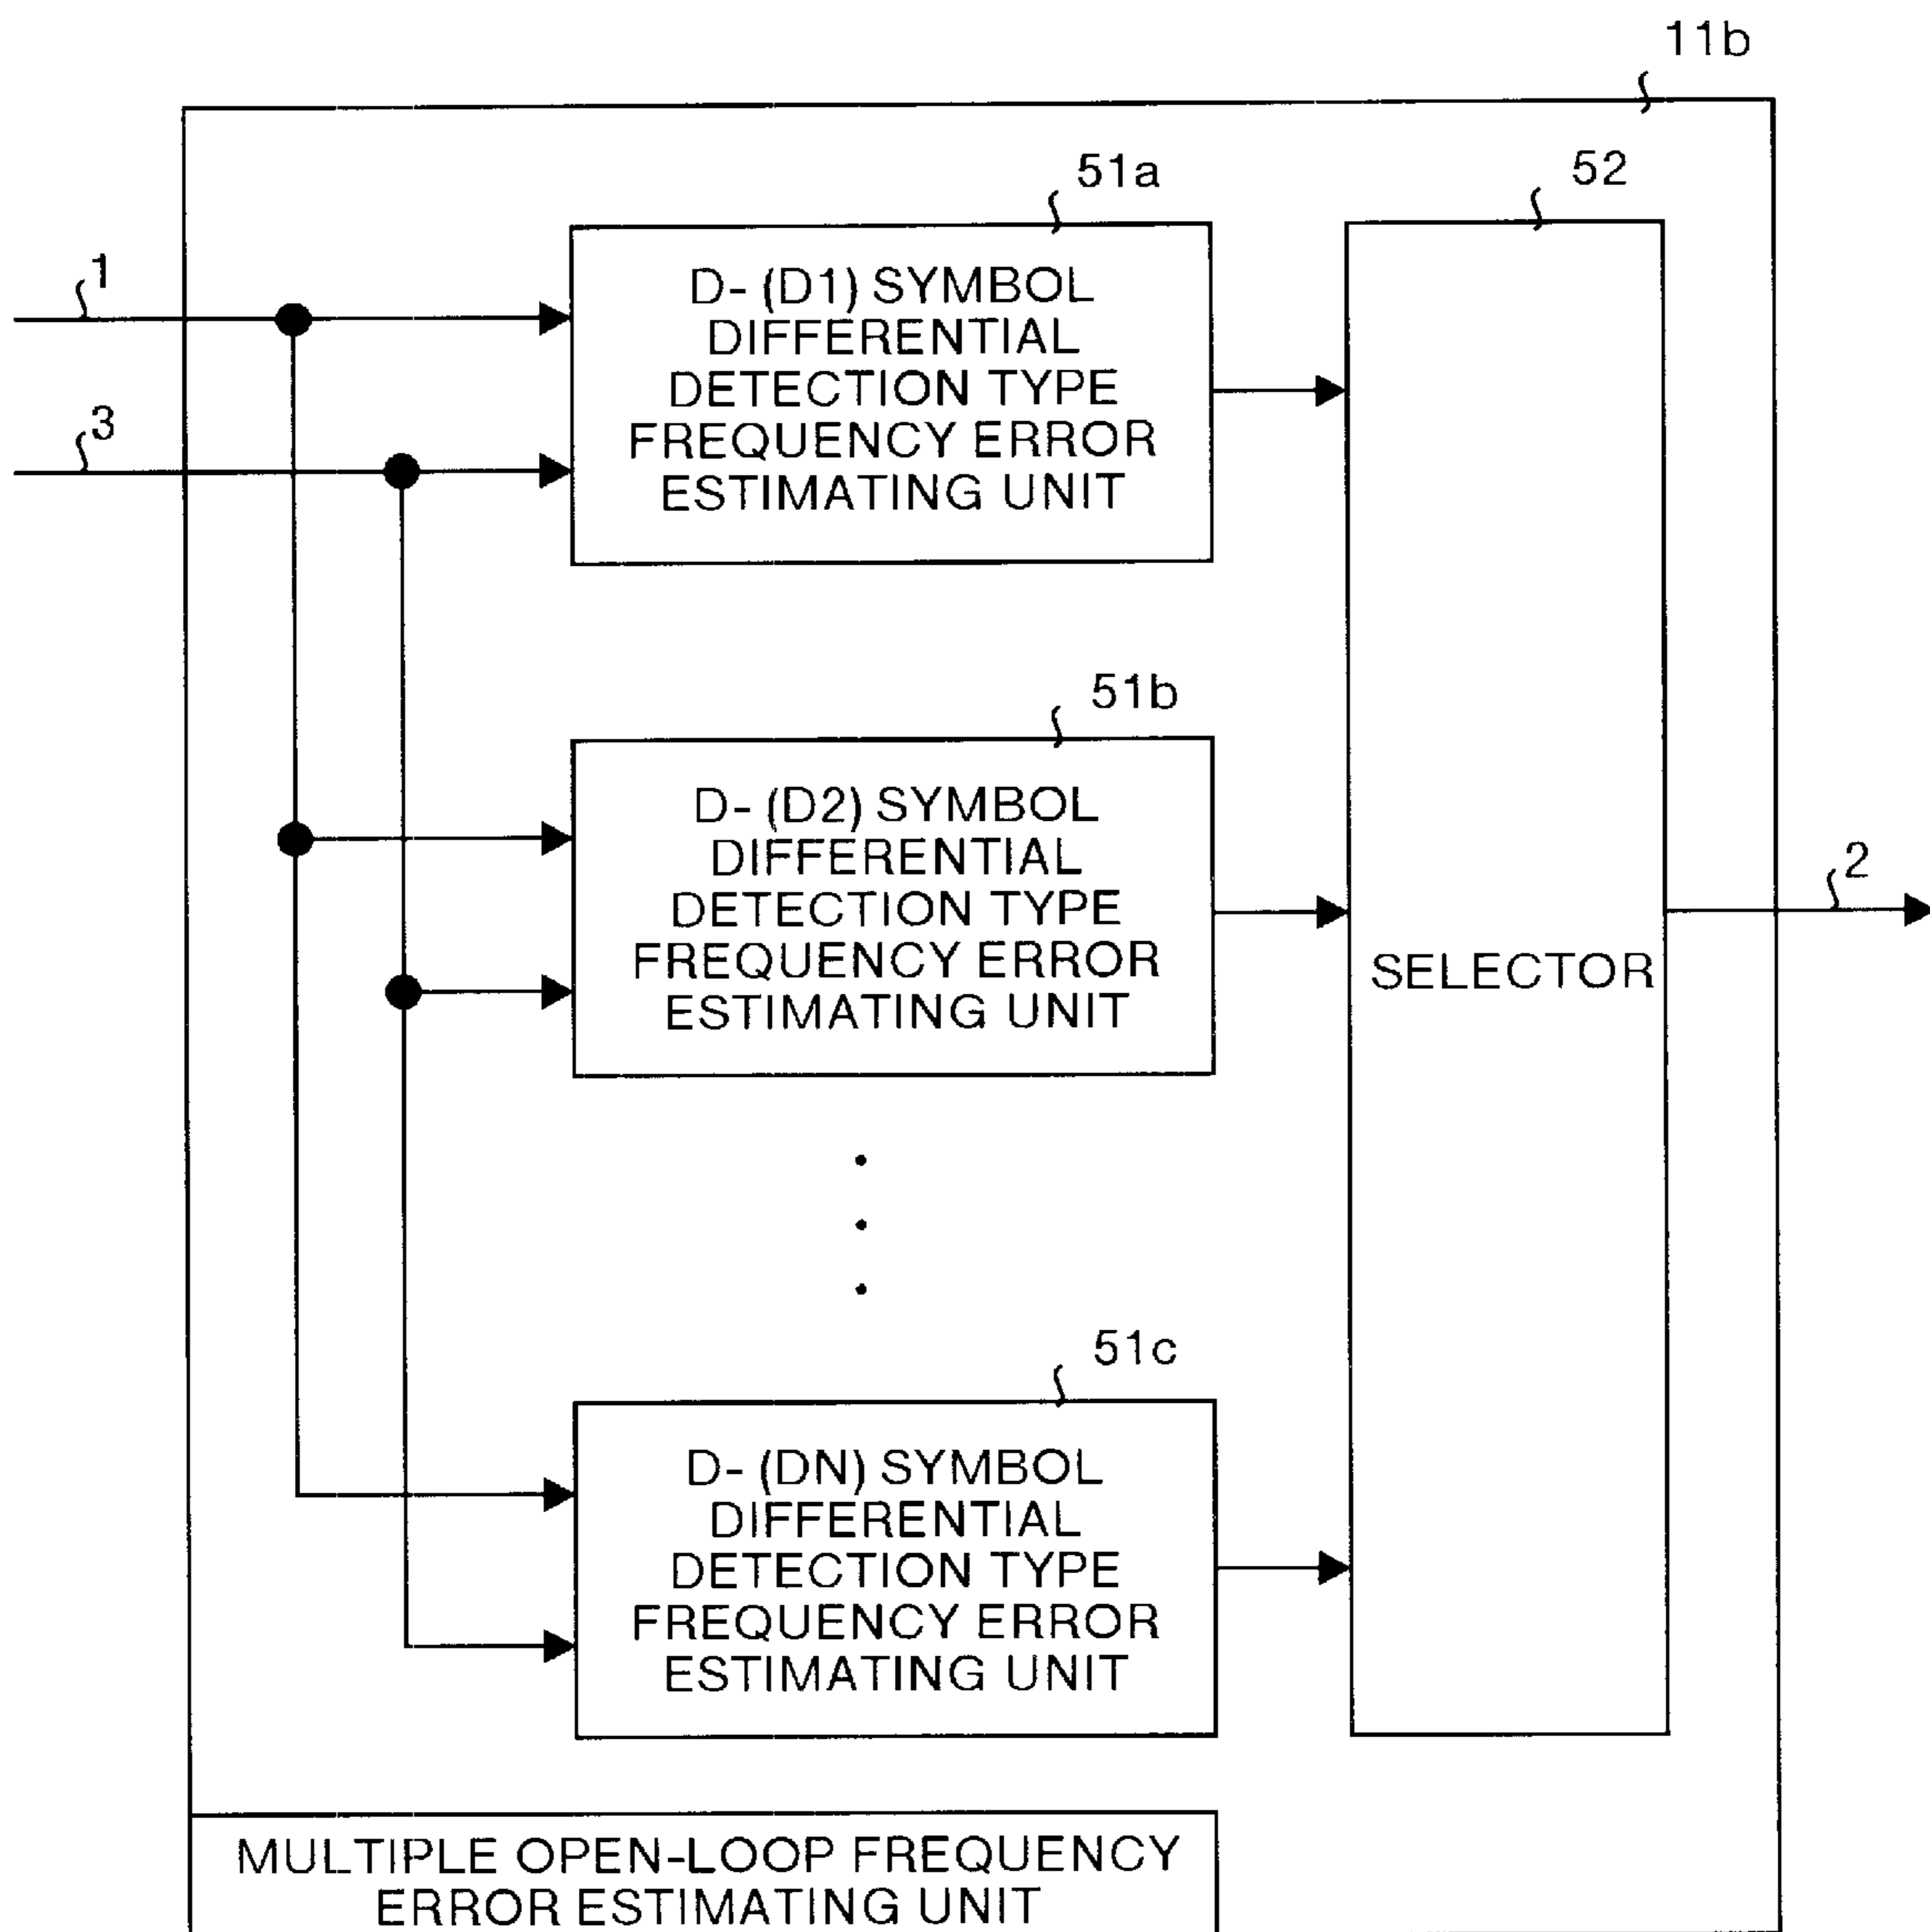 11b
51a
52
1
D- (D1) SYMBOL
DIFFERENTIAL
DETECTION TYPE
FREQUENCY ERROR
ESTIMATING UNIT
3
51b
D- (D2) SYMBOL
DIFFERENTIAL
DETECTION TYPE
FREQUENCY ERROR
ESTIMATING UNIT
SELECTOR
2
51c
D- (DN) SYMBOL
DIFFERENTIAL
DETECTION TYPE
FREQUENCY ERROR
ESTIMATING UNIT
MULTIPLE OPEN-LOOP FREQUENCY
ERROR ESTIMATING UNIT